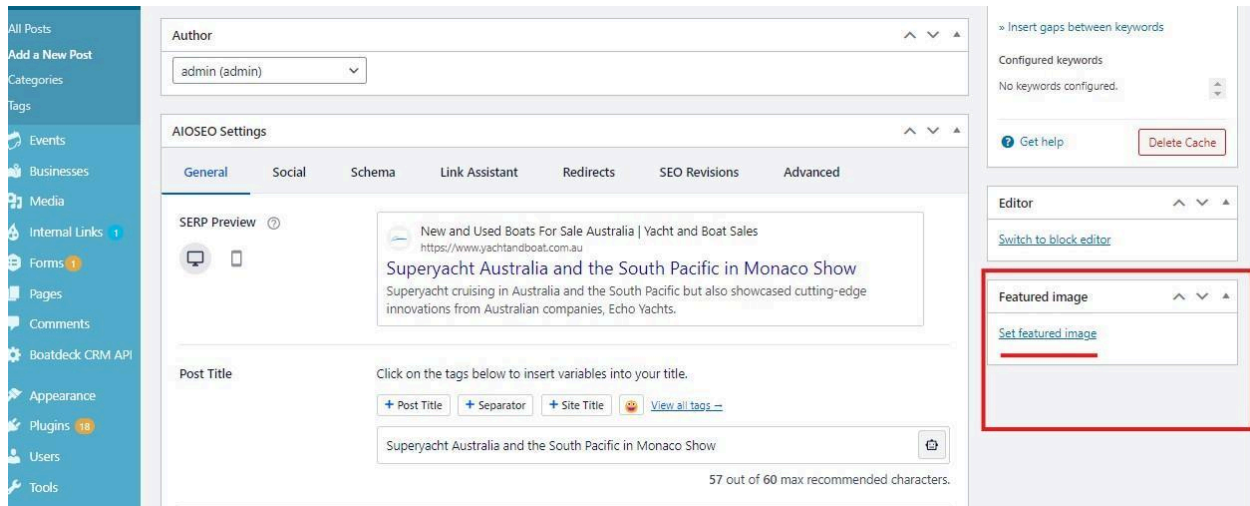 All Posts
Add a New Post
Categories
Tags
Events
Businesses
Media
Internal Links 1
Forms 1
Pages
Comments
Boatdeck CRM API
Appearance
Plugins 18
Users
Tools
Author
admin (admin)
AIOSEO Settings
General Social Schema Link Assistant Redirects SEO Revisions Advanced
SERP Preview
New and Used Boats For Sale Australia | Yacht and Boat Sales
https://www.yachtandboat.com.au
Superyacht Australia and the South Pacific in Monaco Show
Superyacht cruising in Australia and the South Pacific but also showcased cutting-edge
innovations from Australian companies, Echo Yachts.
Post Title
Click on the tags below to insert variables into your title.
+ Post Title + Separator + Site Title View all tags →
Superyacht Australia and the South Pacific in Monaco Show
57 out of 60 max recommended characters.
» Insert gaps between keywords
Configured keywords
No keywords configured.
Get help Delete Cache
Editor
Switch to block editor
Featured image
Set featured image